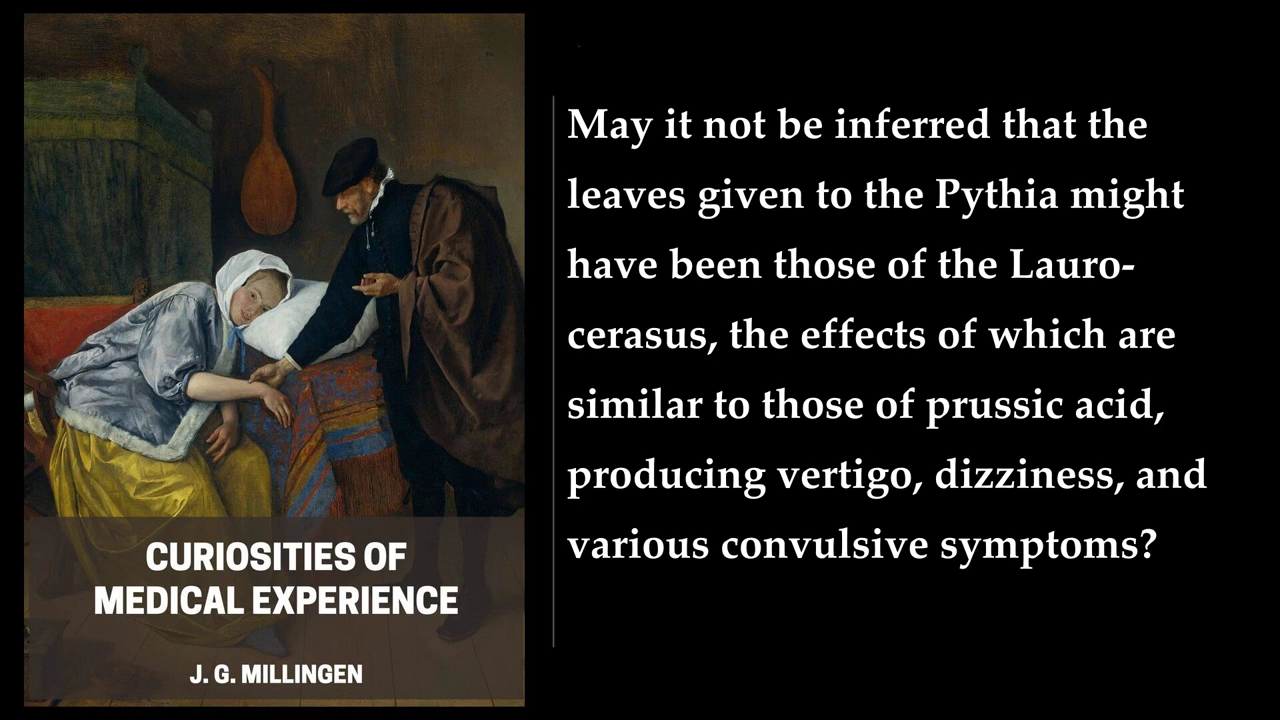 CURIOSITIES OF
MEDICAL EXPERIENCE
J. G. MILLINGEN
May it not be inferred that the
leaves given to the Pythia might
have been those of the Lauro-
cerasus, the effects of which are
similar to those of prussic acid,
producing vertigo, dizziness, and
various convulsive symptoms?